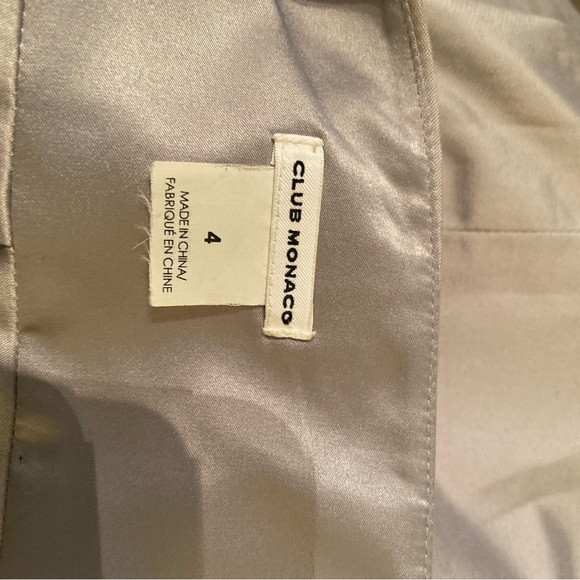 CLUB MONACO
4
MADE IN CHINA/
FABRIQUÉ EN CHINE